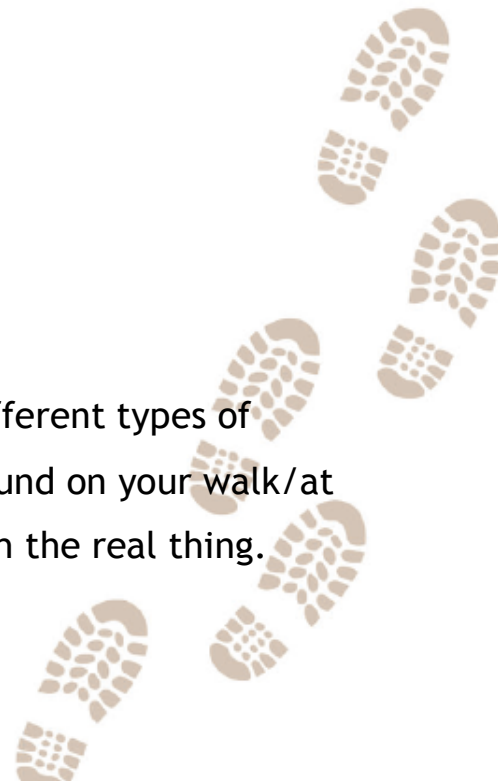 fferent types of
und on your walk/at
the real thing.